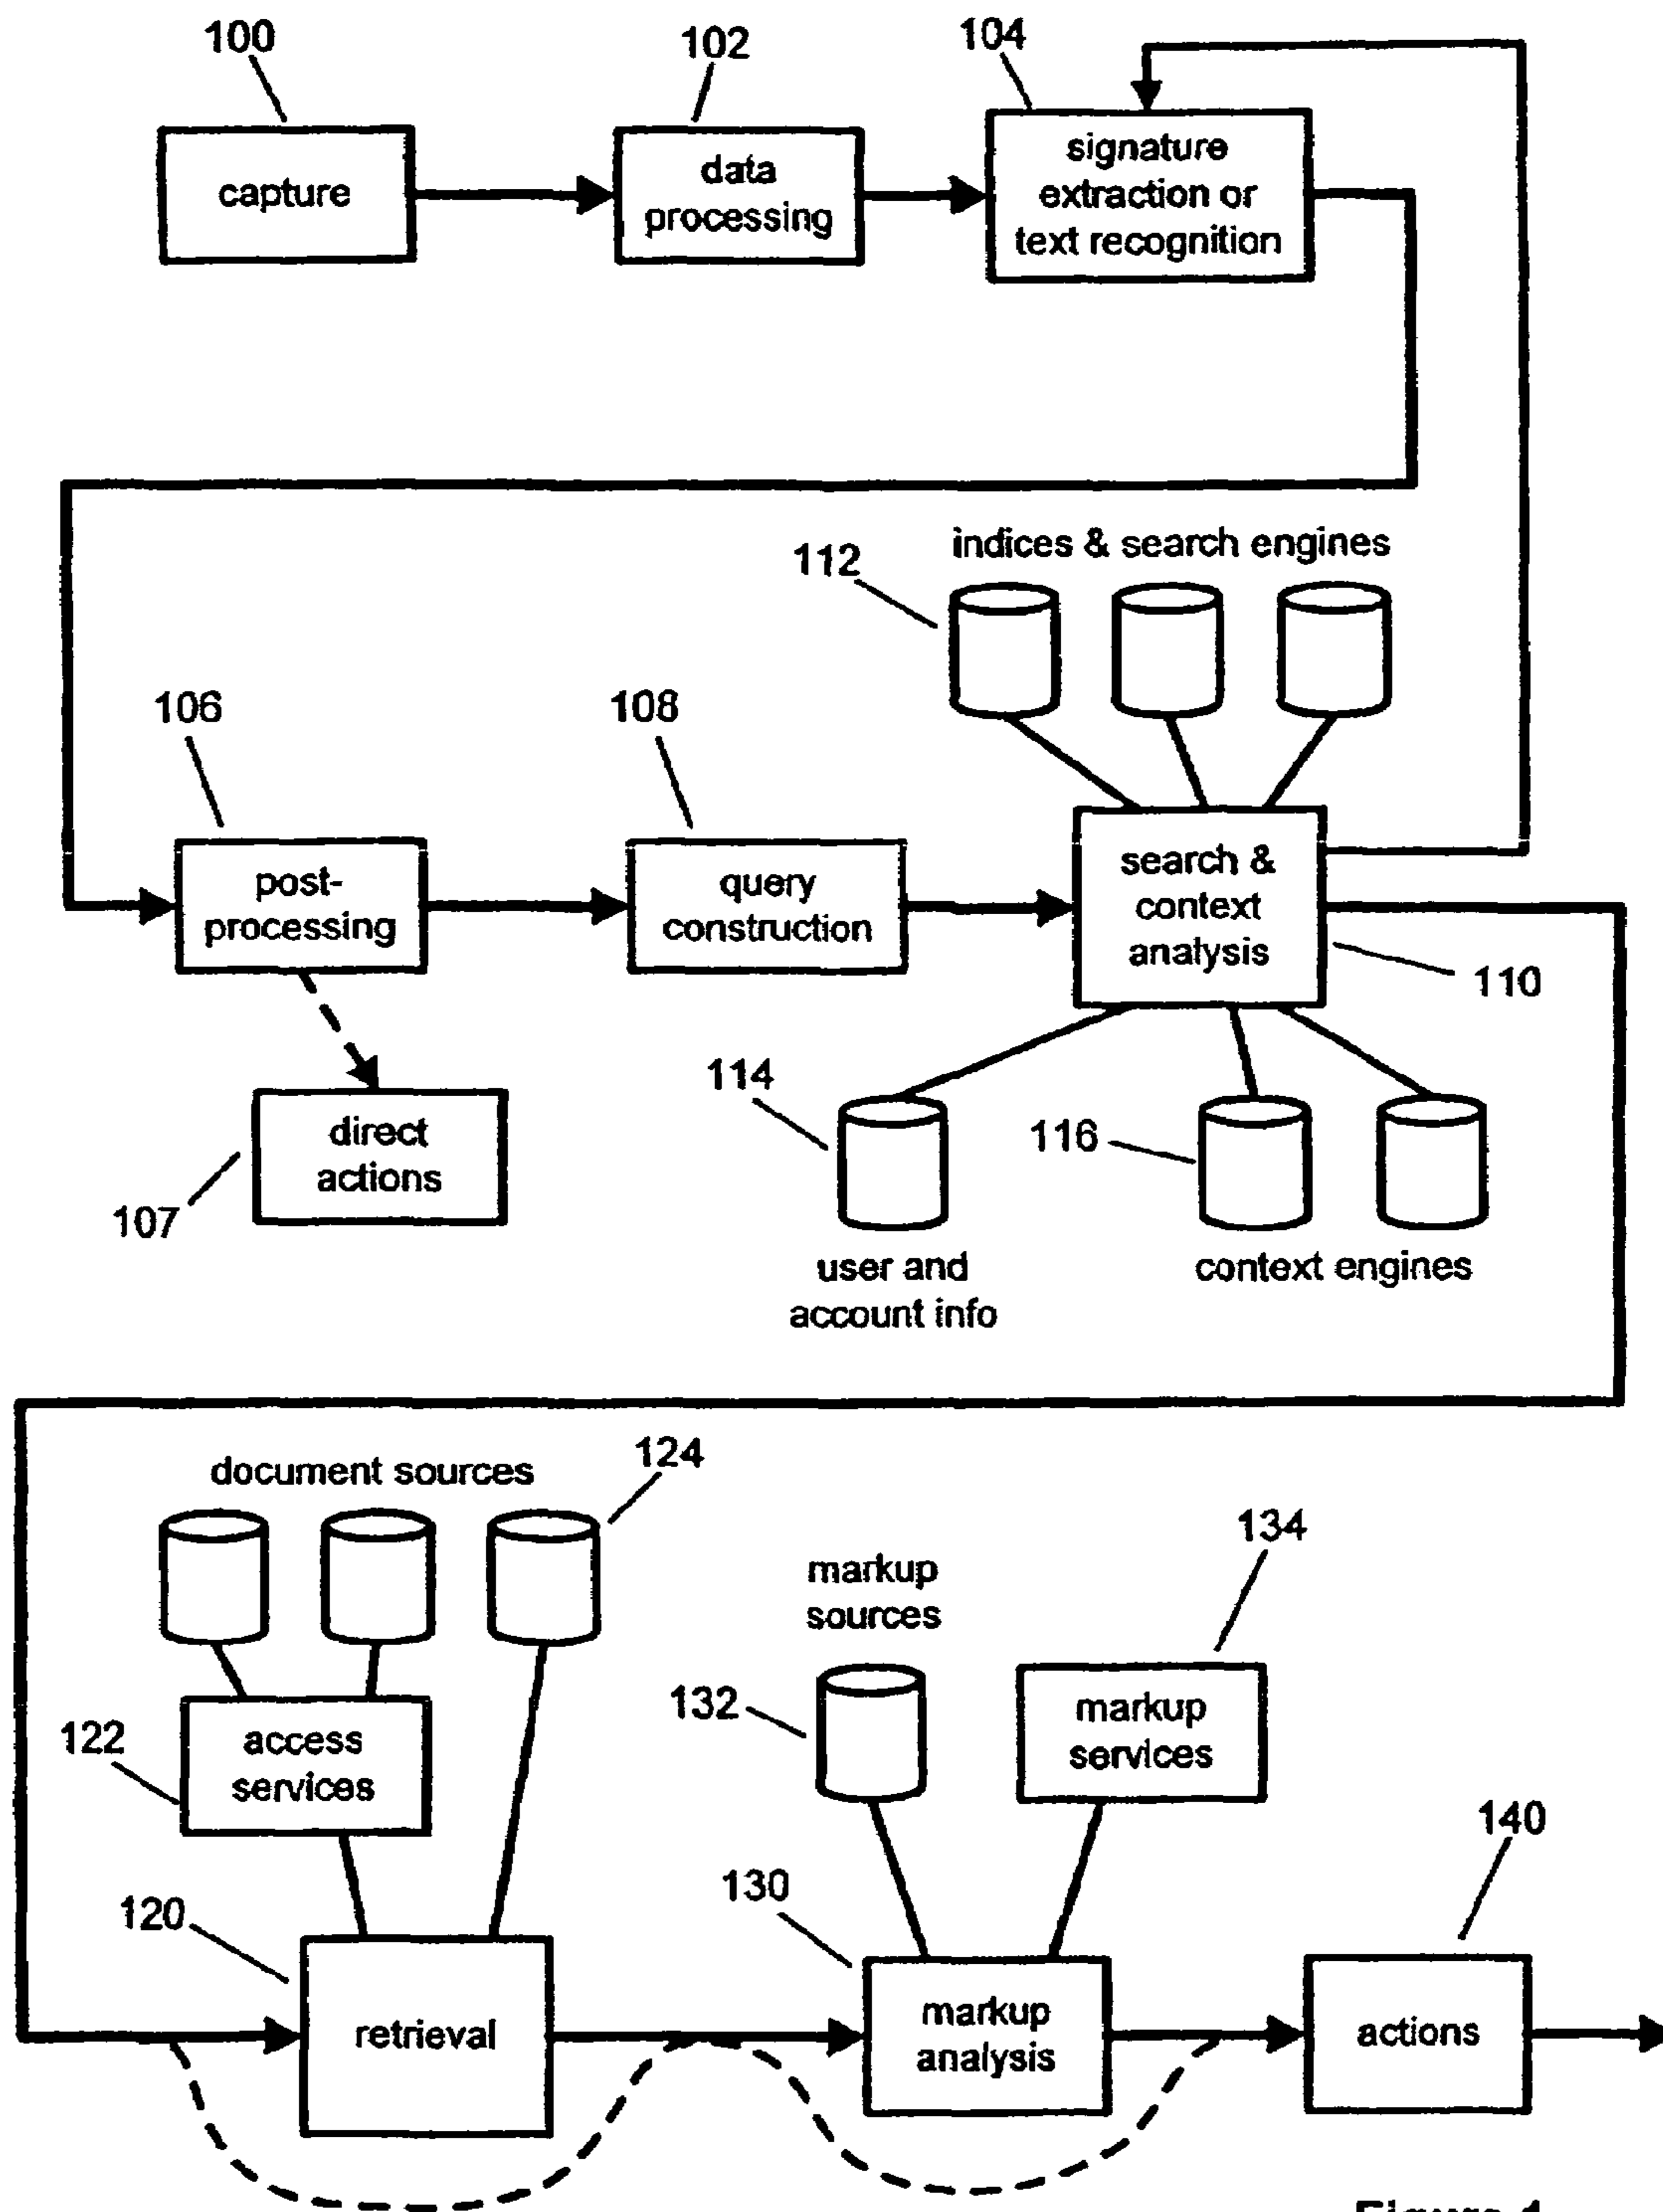 100
102
104
capture
data
processing
signature
extraction or
text recognition
indices & search engines
112
106
108
post-
processing
query
construction
search &
context
analysis
110
114
116
direct
actions
107
user and
account info
context engines
document sources
124
134
markup
sources
132
markup
services
122
access
services
140
130
120
retrieval
markup
analysis
actions
Figure 1